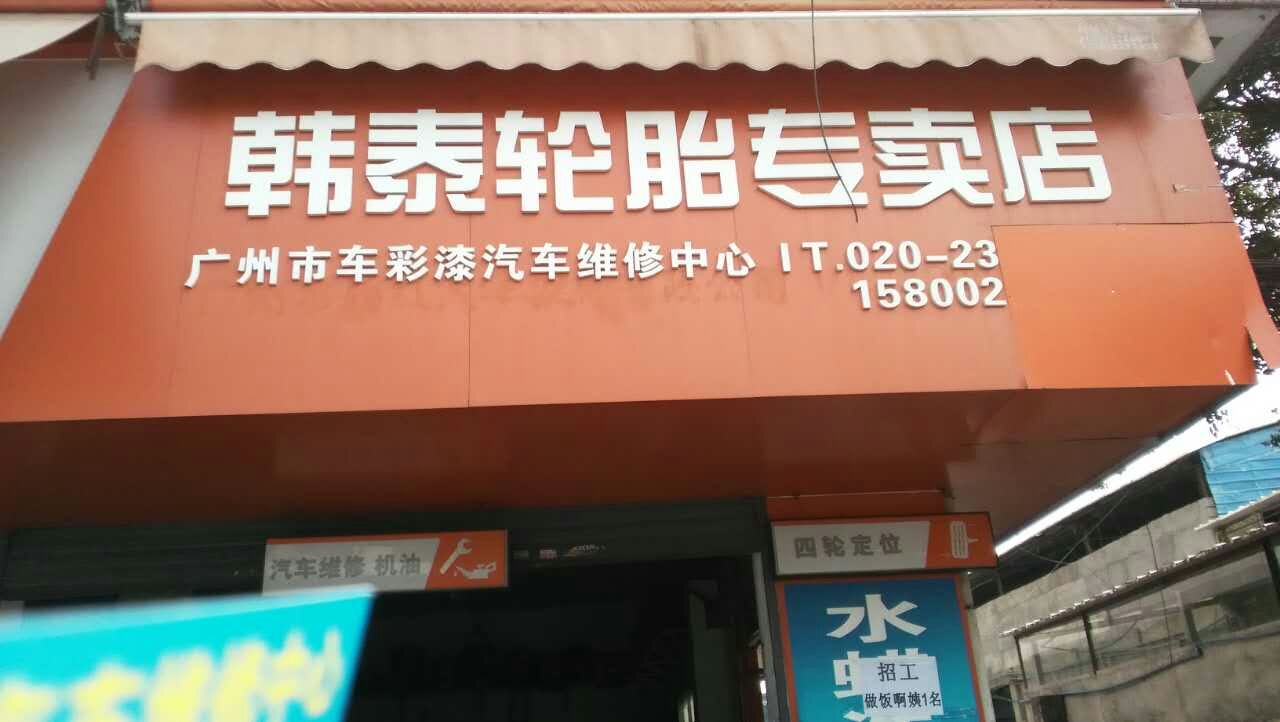 韩泰轮胎专卖店
广州市车彩漆汽车维修中心 IT.020-23
158002
汽车维修 机油
四轮定位
水
招工
做饭啊姨1名